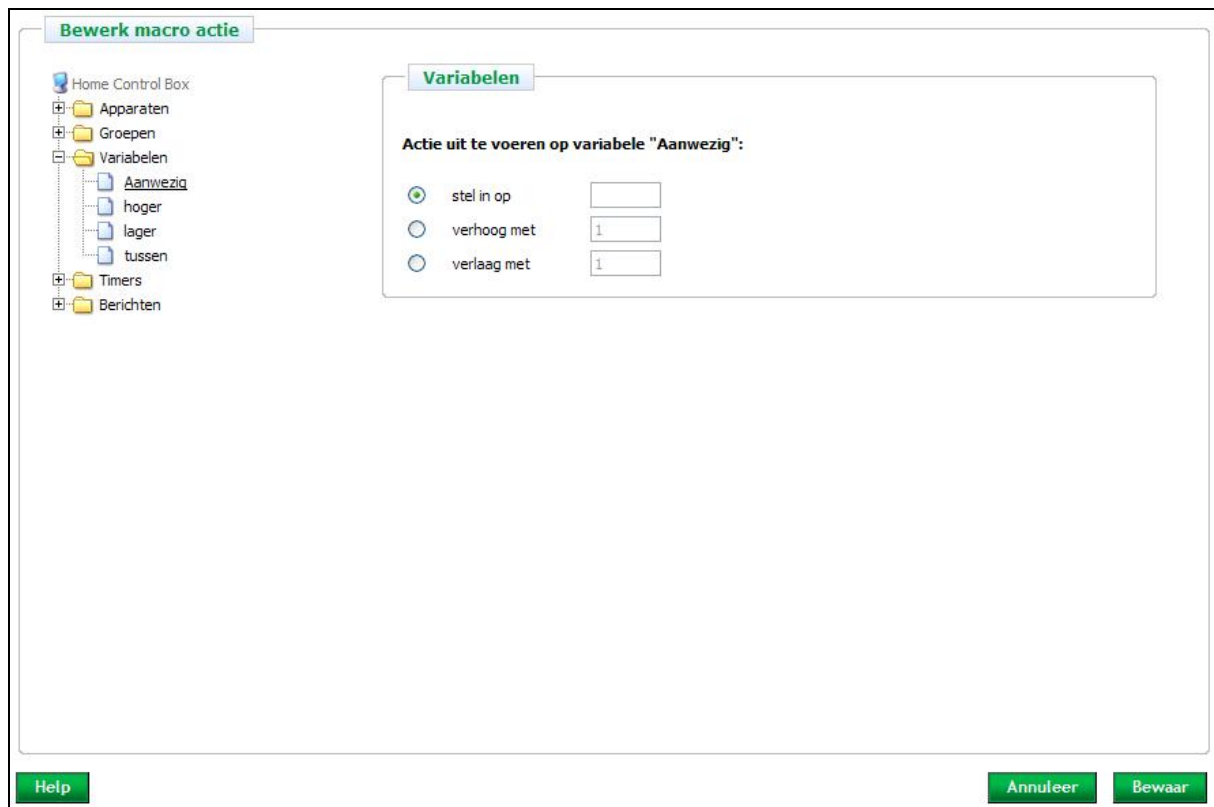 Bewerk macro actie
Home Control Box
Apparaten
Groepen
Variabelen
Aanwezig
hoger
lager
tussen
Timers
Berichten
Variabelen
Actie uit te voeren op variabele "Aanwezig":
stel in op
verhoog met 1
verlaag met 1
Help
Annuleer
Bewaar